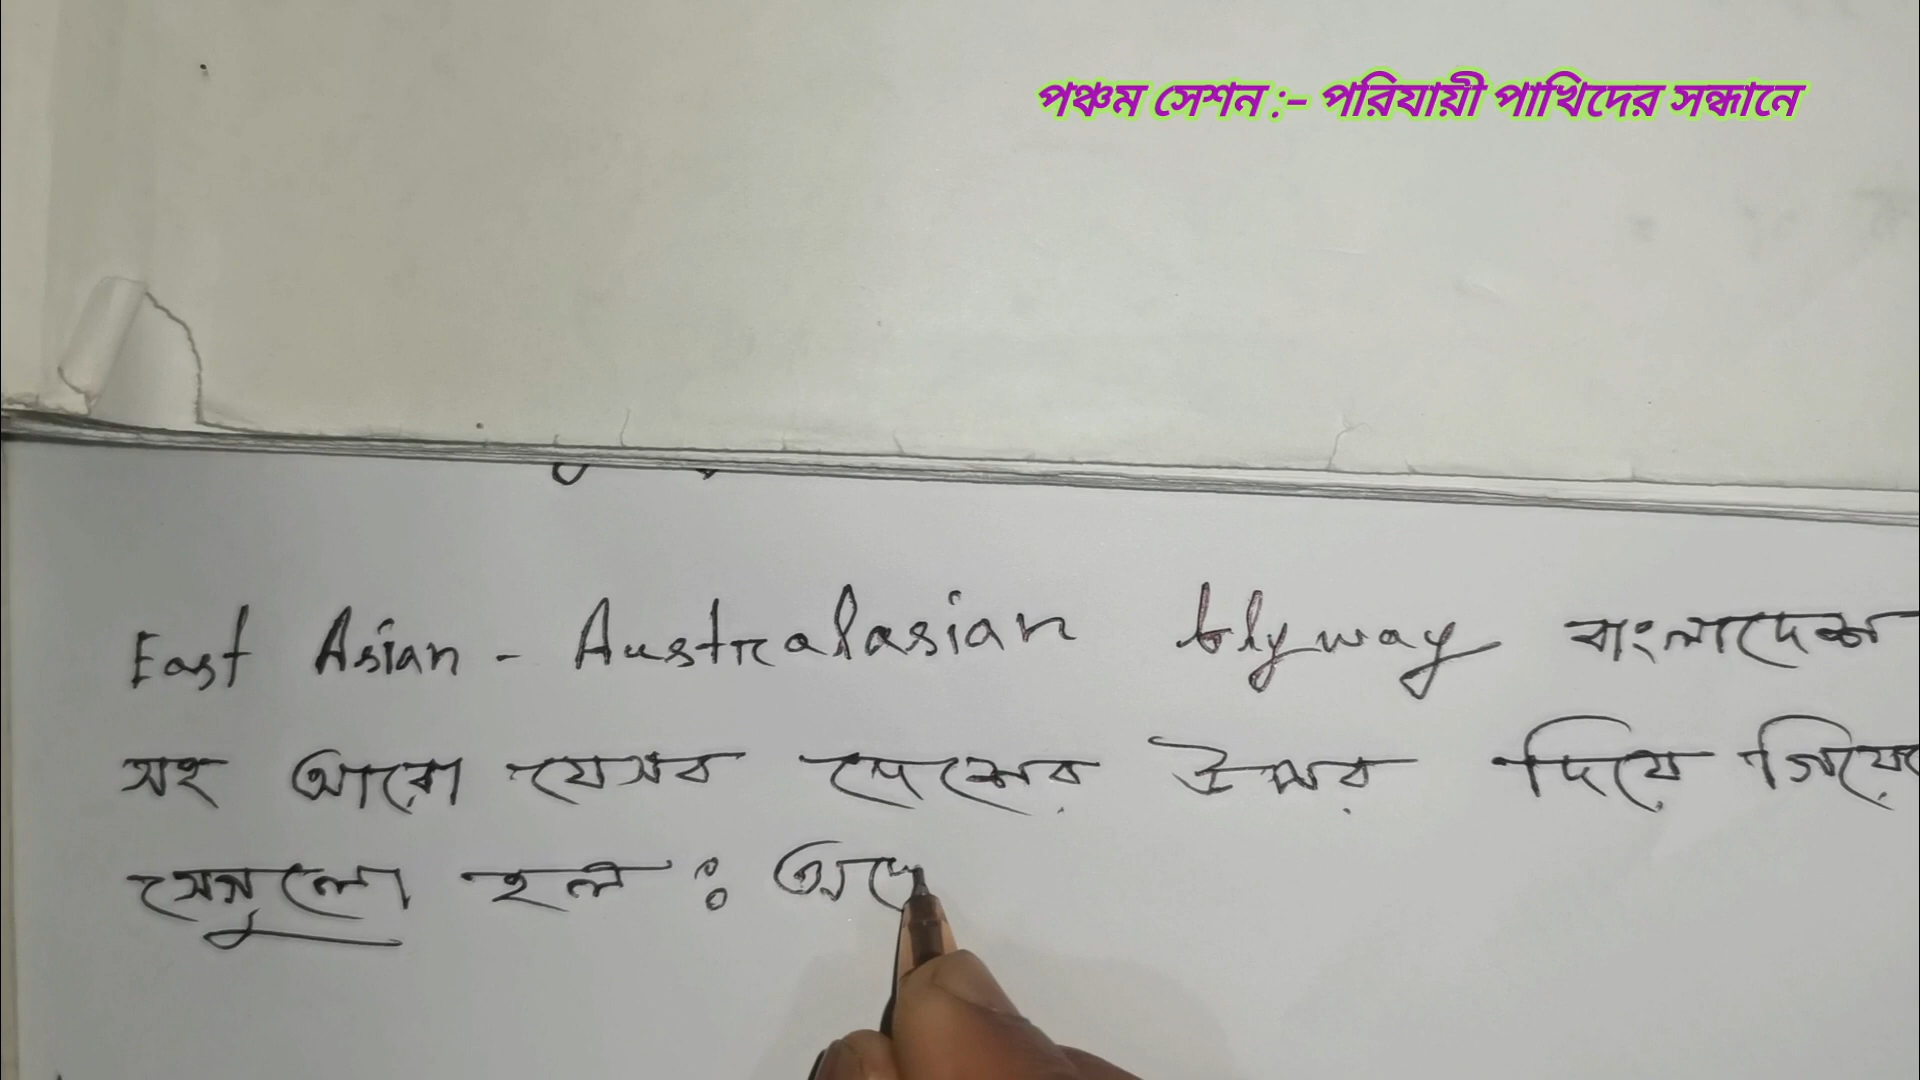 পঞ্চম সেশন :- পরিযায়ী পাখিদের সন্ধানে
East Asian - Australasian flyway বাংলাদেশ
সহ আরো যেসব দেশের উপর দিয়ে গিয়েছে
সেগুলো হল :